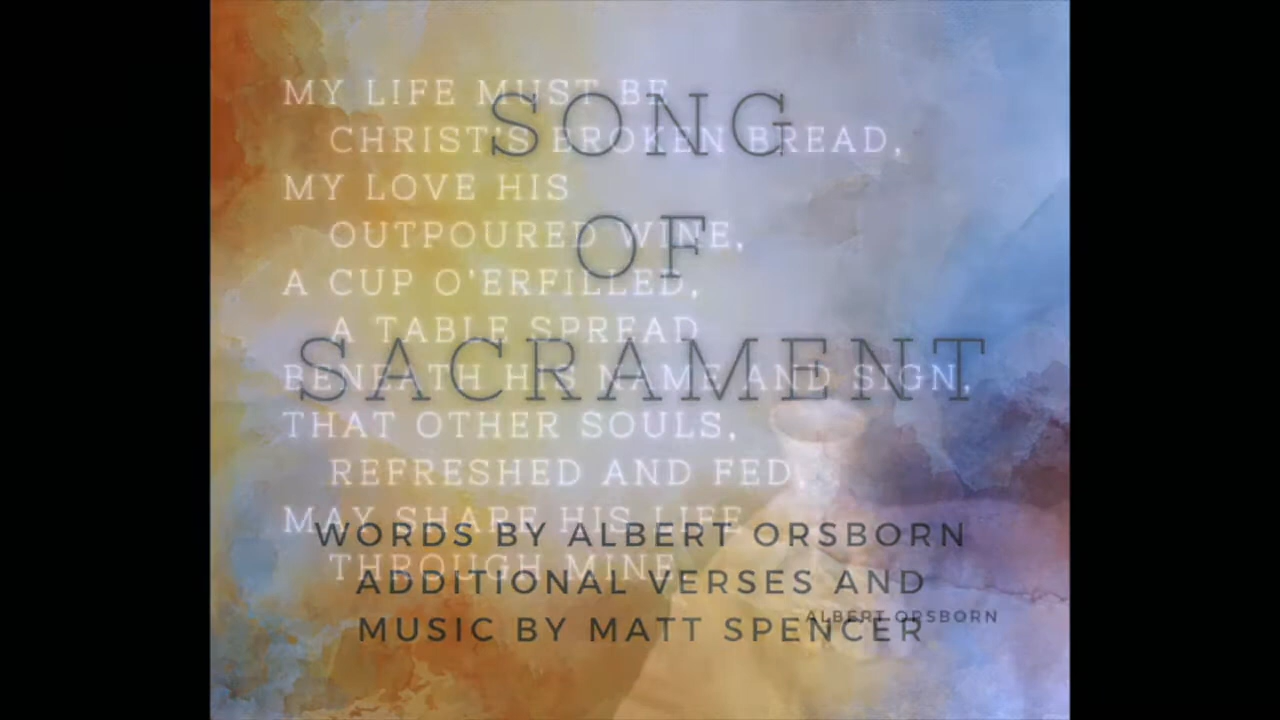 SONG
OF
SACRAMENT
WORDS BY ALBERT ORSBORN
ADDITIONAL VERSES AND
MUSIC BY MATT SPENCER
MY LIFE MUST BE
CHRIST'S BROKEN BREAD,
MY LOVE HIS
OUTPOURED WINE,
A CUP O'ERFILLED,
A TABLE SPREAD
BENEATH HIS NAME AND SIGN,
THAT OTHER SOULS,
REFRESHED AND FED,
MAY SHARE HIS LIFE
THROUGH MINE.
ALBERT ORSBORN